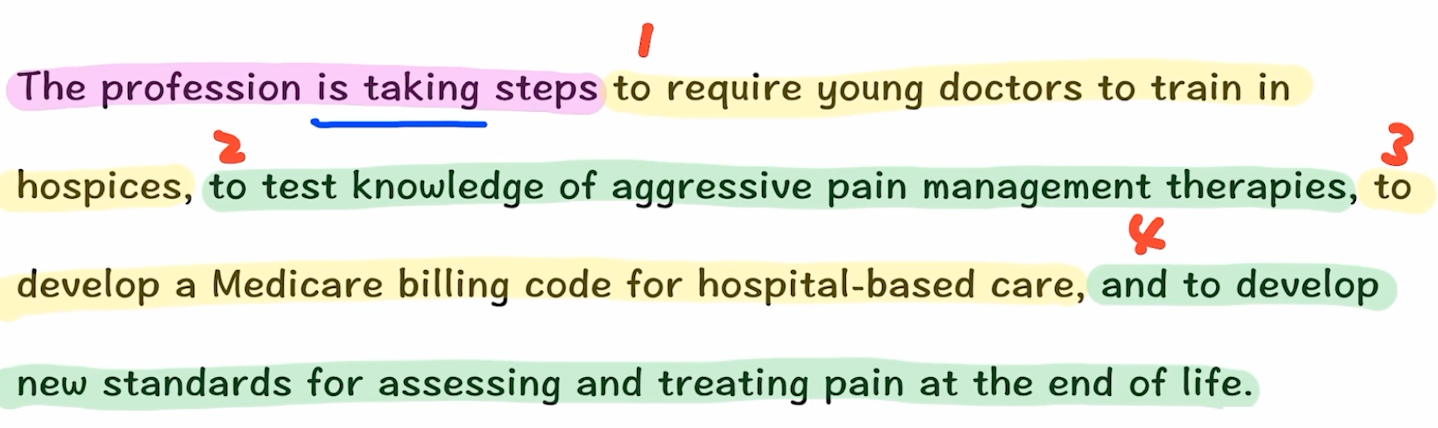 1
The profession is taking steps to require young doctors to train in
2 3
hospices, to test knowledge of aggressive pain management therapies, to
4
develop a Medicare billing code for hospital-based care, and to develop
new standards for assessing and treating pain at the end of life.